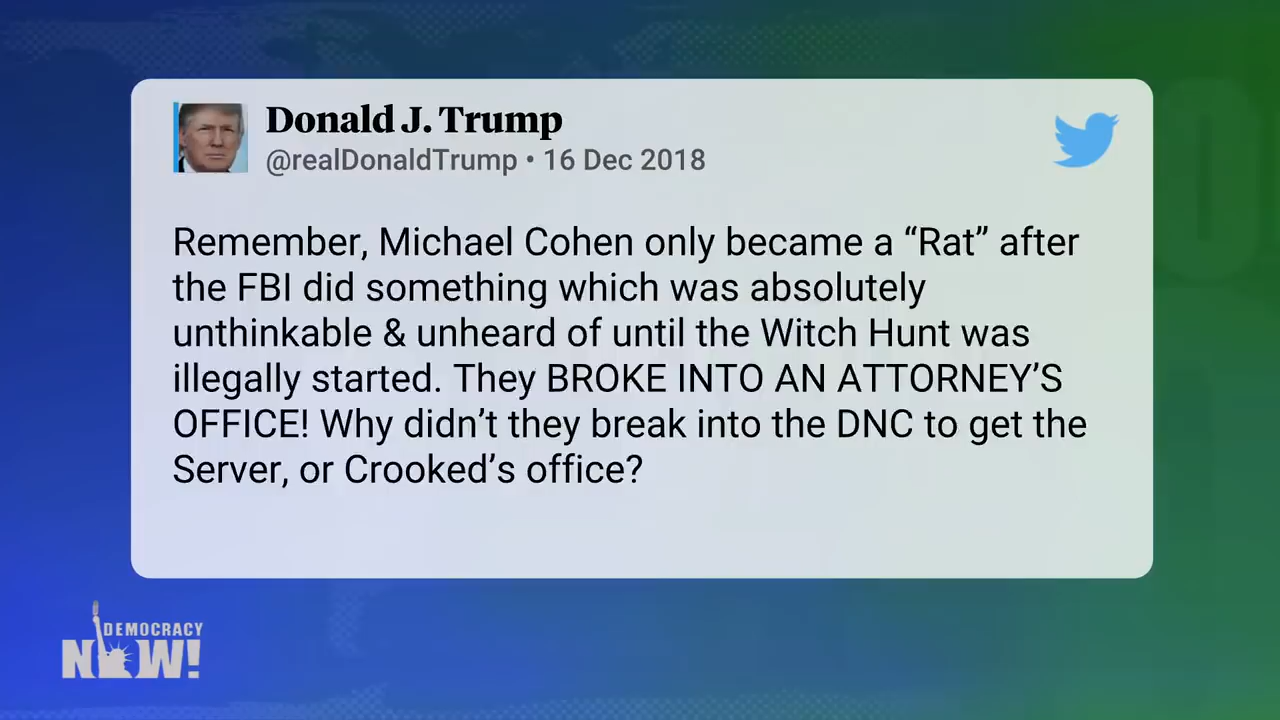 Donald J. Trump
@realDonaldTrump • 16 Dec 2018
Remember, Michael Cohen only became a “Rat” after
the FBI did something which was absolutely
unthinkable & unheard of until the Witch Hunt was
illegally started. They BROKE INTO AN ATTORNEY’S
OFFICE! Why didn’t they break into the DNC to get the
Server, or Crooked’s office?
DEMOCRACY
NOW!